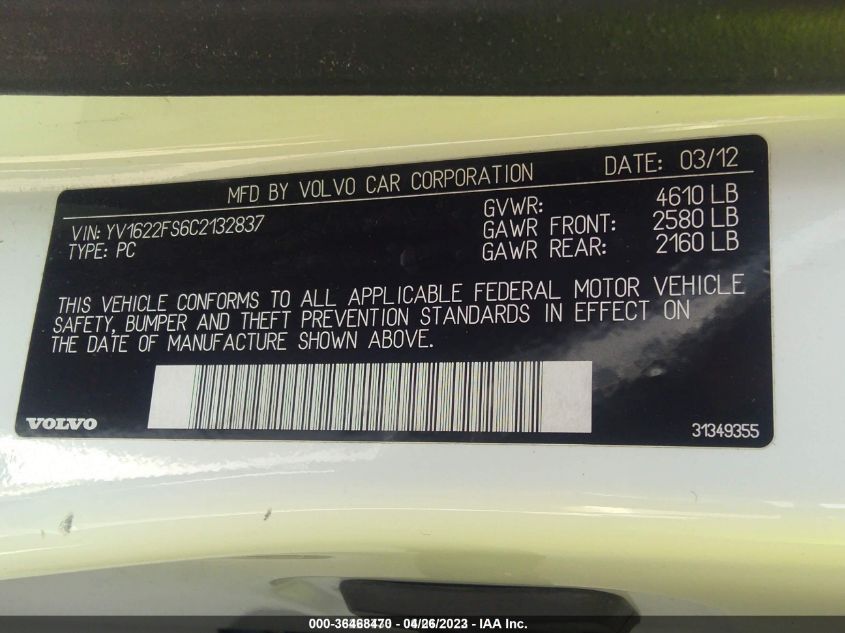 MFD BY VOLVO CAR CORPORATION DATE: 03/12
VIN: YV1622FS6C2132837 GVWR: 4610 LB
TYPE: PC GAWR FRONT: 2580 LB
GAWR REAR: 2160 LB
THIS VEHICLE CONFORMS TO ALL APPLICABLE FEDERAL MOTOR VEHICLE
SAFETY, BUMPER AND THEFT PREVENTION STANDARDS IN EFFECT ON
THE DATE OF MANUFACTURE SHOWN ABOVE.
VOLVO 31349355
000-36468470 - 04/26/2023 - IAA Inc.